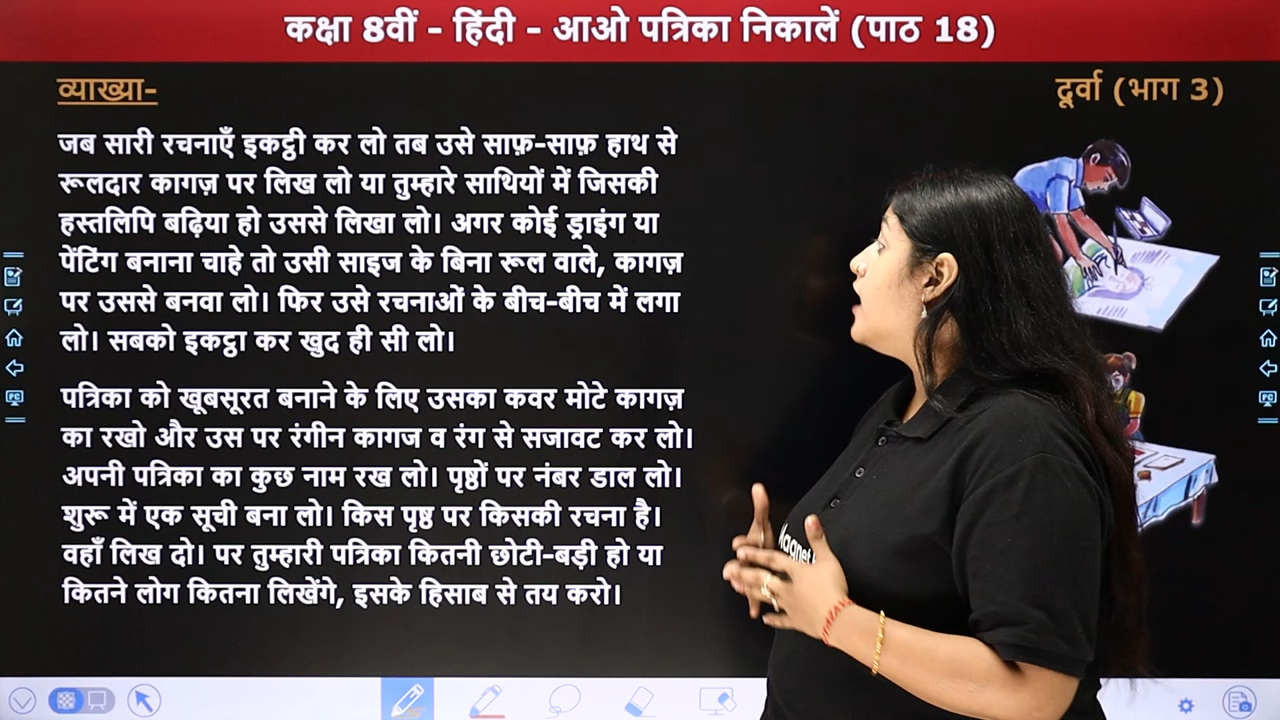 कक्षा 8वीं - हिंदी - आओ पत्रिका निकालें (पाठ 18)
व्याख्या-
दूर्वा (भाग 3)
जब सारी रचनाएँ इकट्ठी कर लो तब उसे साफ़-साफ़ हाथ से
रूलदार कागज़ पर लिख लो या तुम्हारे साथियों में जिसकी
हस्तलिपि बढ़िया हो उससे लिखा लो। अगर कोई ड्राइंग या
पेंटिंग बनाना चाहे तो उसी साइज के बिना रूल वाले, कागज़
पर उससे बनवा लो। फिर उसे रचनाओं के बीच-बीच में लगा
लो। सबको इकट्ठा कर खुद ही सी लो।
पत्रिका को खूबसूरत बनाने के लिए उसका कवर मोटे कागज़
का रखो और उस पर रंगीन कागज व रंग से सजावट कर लो।
अपनी पत्रिका का कुछ नाम रख लो। पृष्ठों पर नंबर डाल लो।
शुरू में एक सूची बना लो। किस पृष्ठ पर किसकी रचना है।
वहाँ लिख दो। पर तुम्हारी पत्रिका कितनी छोटी-बड़ी हो या
कितने लोग कितना लिखेंगे, इसके हिसाब से तय करो।
Magnet
PC
PC